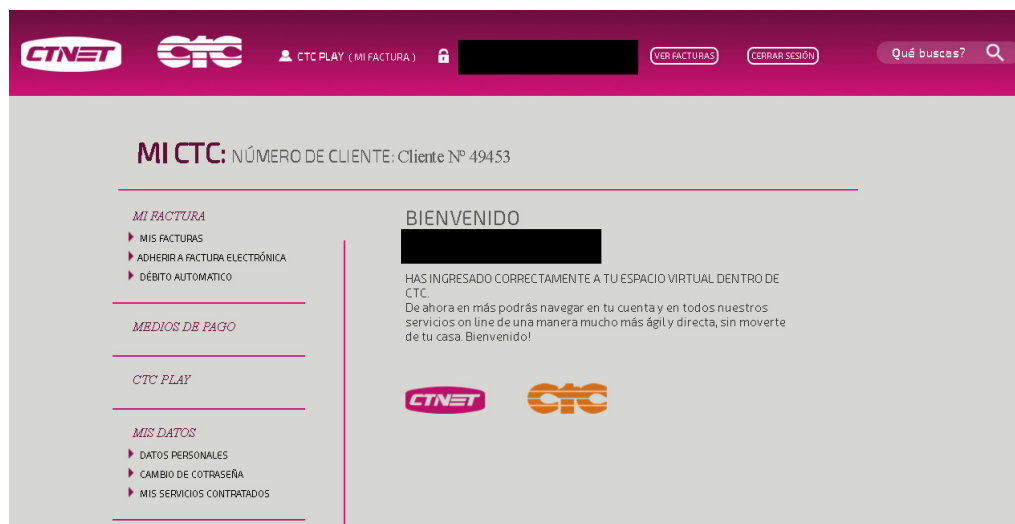 CTNET
CTC
CTC PLAY ( MI FACTURA )
VER FACTURAS
CERRAR SESIÓN
Qué buscas?
MI CTC: NÚMERO DE CLIENTE: Cliente Nº 49453
MI FACTURA
MIS FACTURAS
ADHERIR A FACTURA ELECTRÓNICA
DÉBITO AUTOMATICO
MEDIOS DE PAGO
CTC PLAY
MIS DATOS
DATOS PERSONALES
CAMBIO DE COTRASEÑA
MIS SERVICIOS CONTRATADOS
BIENVENIDO
HAS INGRESADO CORRECTAMENTE A TU ESPACIO VIRTUAL DENTRO DE
CTC.
De ahora en más podrás navegar en tu cuenta y en todos nuestros
servicios on line de una manera mucho más ágil y directa, sin moverte
de tu casa. Bienvenido!
CTNET
CTC